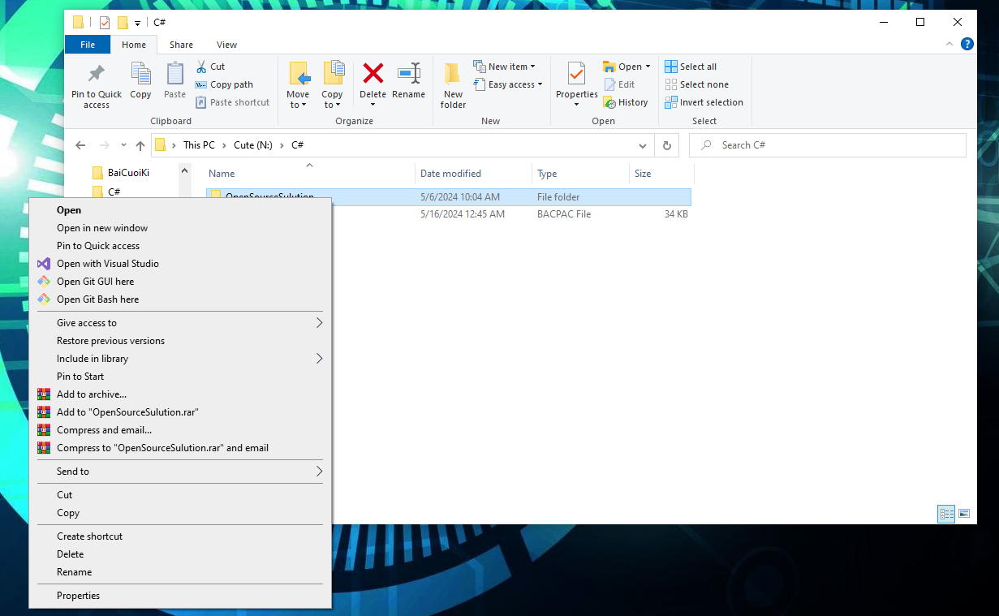 C#
File Home Share View
Pin to Quick access
Copy
Paste
Cut
Copy path
Paste shortcut
Clipboard
Move to
Copy to
Delete
Rename
Organize
New folder
New item
Easy access
New
Properties
Open
Edit
History
Open
Select all
Select none
Invert selection
Select
This PC > Cute (N:) > C#
Search C#
BaiCuoiKi
C#
Name Date modified Type Size
OpenSourceSulution 5/6/2024 10:04 AM File folder
5/16/2024 12:45 AM BACPAC File 34 KB
Open
Open in new window
Pin to Quick access
Open with Visual Studio
Open Git GUI here
Open Git Bash here
Give access to
Restore previous versions
Include in library
Pin to Start
Add to archive...
Add to "OpenSourceSulution.rar"
Compress and email...
Compress to "OpenSourceSulution.rar" and email
Send to
Cut
Copy
Create shortcut
Delete
Rename
Properties